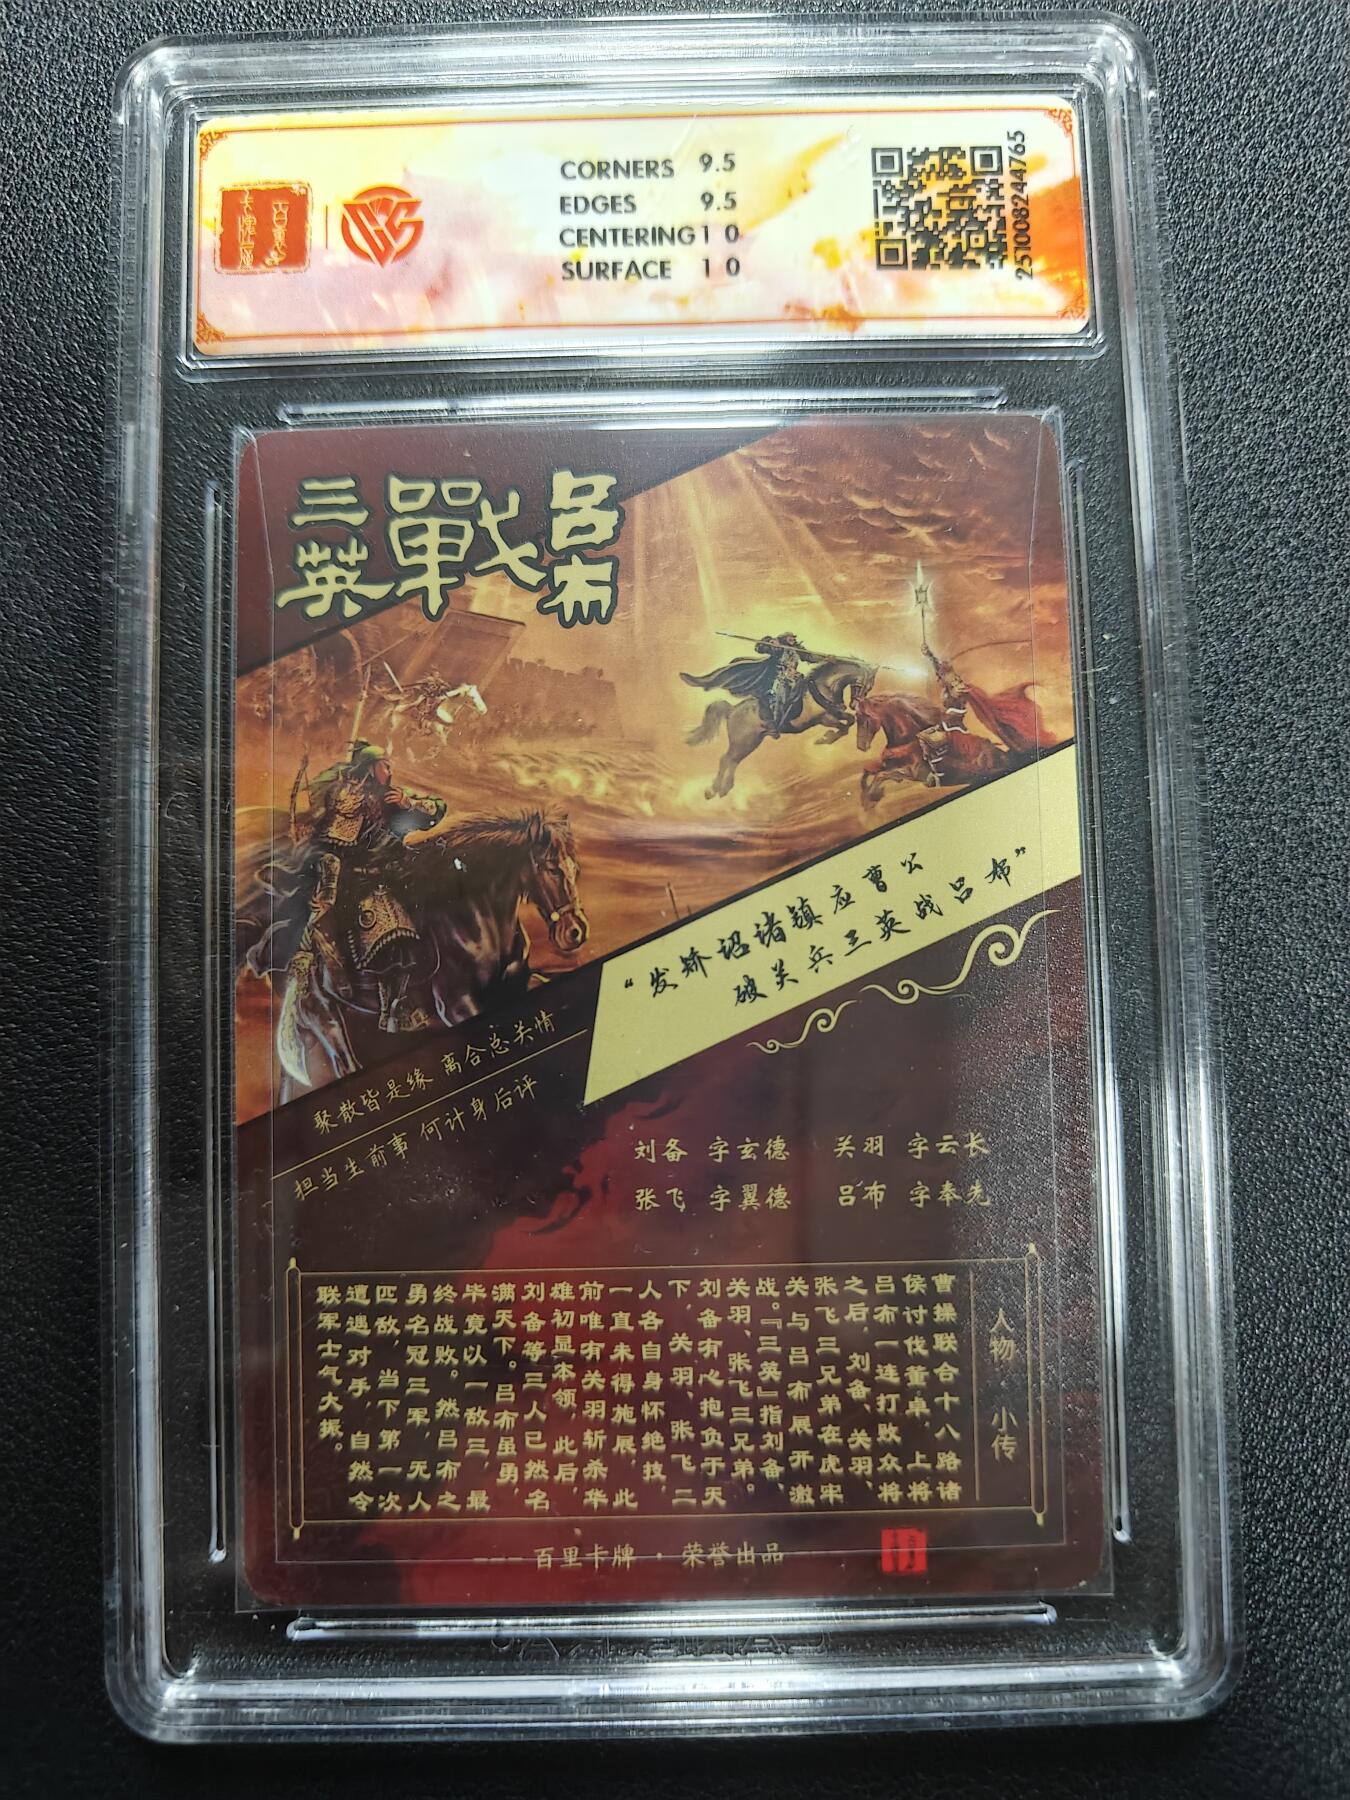 百里
卡牌屋
CORNERS 9.5
EDGES 9.5
CENTERING 10
SURFACE 10
251008244765
三英戰呂布
“发矫诏诸镇应曹公
破关兵三英战吕布”
聚散皆是缘 离合总关情
担当生前事 何计身后评
刘备 字玄德 关羽 字云长
张飞 字翼德 吕布 字奉先
人物 小传
曹操联合十八路诸
侯讨伐董卓，上将
吕布一连打败众将
之后，刘备、关羽、
张飞三兄弟在虎牢
关与吕布展开激
战。『三英』指刘备、
关羽、张飞三兄弟。
刘备有心抱负于天
下，关羽、张飞二
人各自身怀绝技，
一直未得施展，此
前唯有关羽斩杀华
雄初显本领，此后，
刘备等三人已然名
满天下。吕布虽勇，
毕竟以一敌三，最
终战败。然吕布之
勇名冠三军，无人
匹敌，当下第一次
遭遇对手，自然令
联军士气大振。
--- 百里卡牌 · 荣誉出品